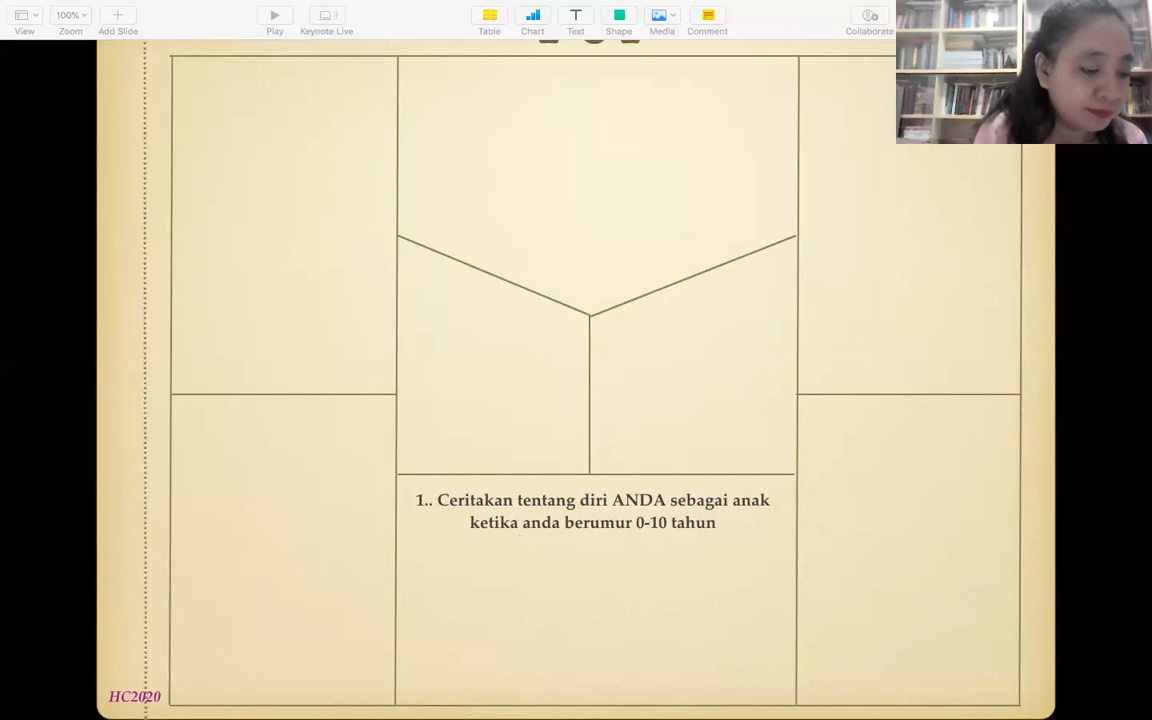 View
100%
Zoom
Add Slide
Play
Keynote Live
Table
Chart
Text
Shape
Media
Comment
Collaborate
1.. Ceritakan tentang diri ANDA sebagai anak
ketika anda berumur 0-10 tahun
HC2020